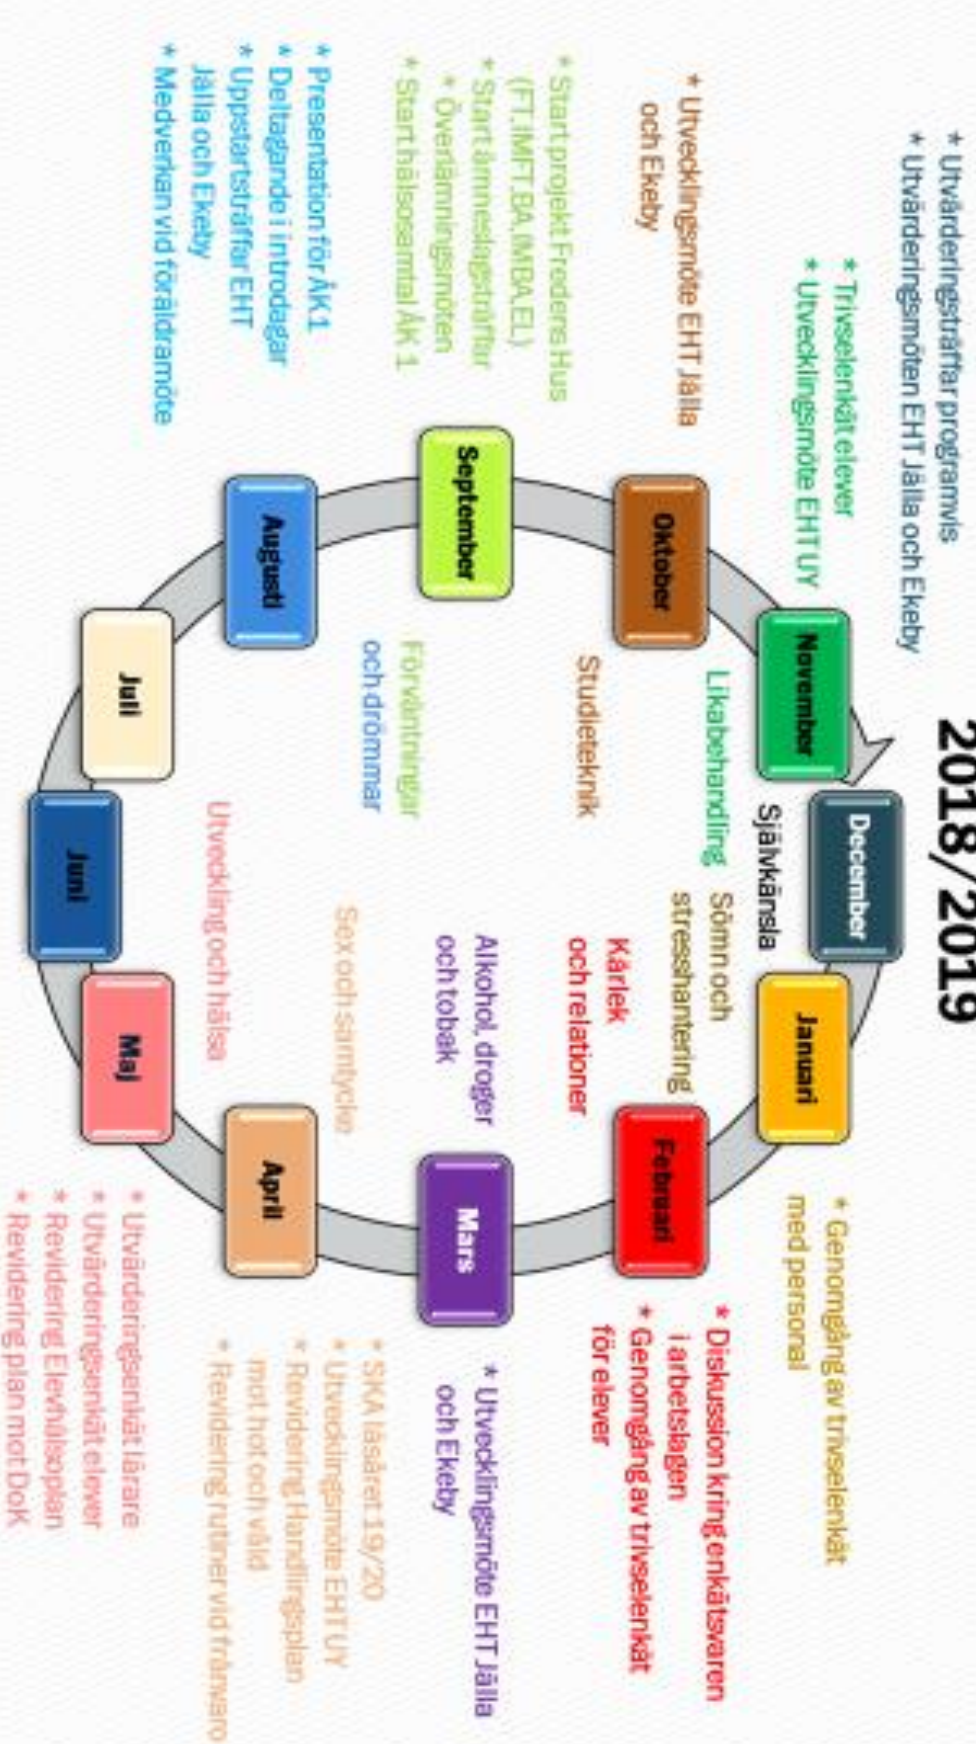 2018/2019
* Utvärderingsträffar programvis
* Utvärderingsmöten EHT Jälla och Ekeby
* Trivselenkät elever
* Utvecklingsmöte EHT UY
* Utvecklingsmöte EHT Jälla
och Ekeby
* Start projekt Fredens Hus
(FT.IMFT.BA.IMBA.EL)
* Start ämneslagsträffar
* Överlämningsmöten
* Start hälsosamtal Åk 1
* Presentation för ÅK1
* Deltagande i introdagar
* Uppstartsträffar EHT
Jälla och Ekeby
* Medverkan vid föräldramöte
December
November
Oktober
September
Augusti
Juli
Juni
Maj
April
Mars
Februari
Januari
Självkänsla
Likabehandling
Studieteknik
Förväntningar
och drömmar
Utveckling och hälsa
Sex och samtycke
Alkohol, droger
och tobak
Kärlek
och relationer
Sömn och
stresshantering
* Genomgång av trivselenkät
med personal
* Diskussion kring enkätsvaren
i arbetslagen
* Genomgång av trivselenkät
för elever
* Utvecklingsmöte EHT Jälla
och Ekeby
* SKA läsåret 19/20
* Utvecklingsmöte EHT UY
* Revidering Handlingsplan
mot hot och våld
* Revidering rutiner vid frånvaro
* Utvärderingsenkät lärare
* Utvärderingsenkät elever
* Revidering Elevhälsoplan
* Revidering plan mot DoK